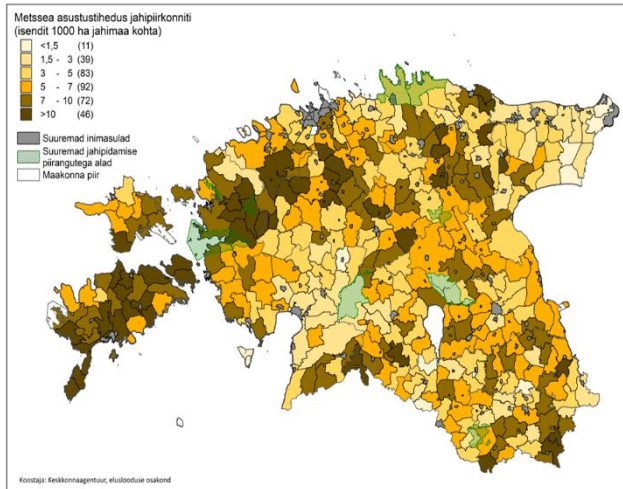 Metssea asustustihedus jahipiirkonniti
(isendit 1000 ha jahimaa kohta)
<1,5 (11)
1,5 - 3 (39)
3 - 5 (83)
5 - 7 (92)
7 - 10 (72)
>10 (46)
Suuremad inimasulad
Suuremad jahipidamise
piirangutega alad
Maakonna piir
Koostaja: Keskkonnaagentuur, eluslooduse osakond